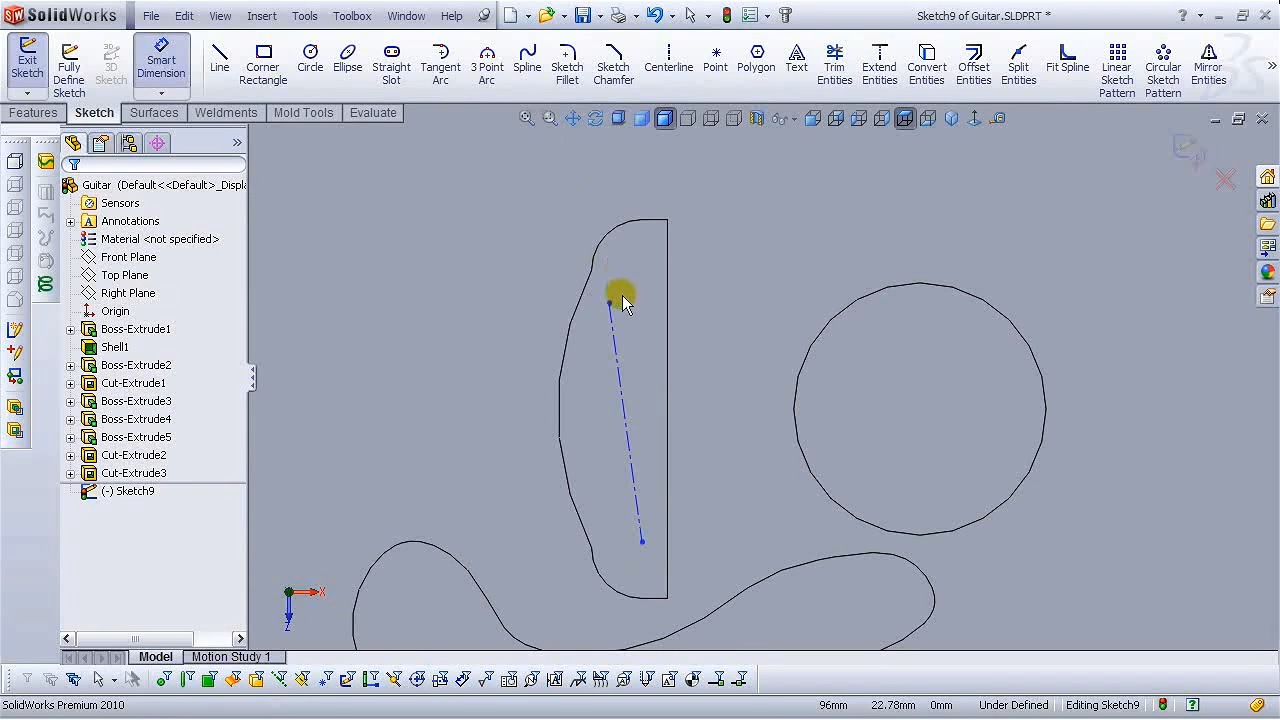 SolidWorks File Edit View Insert Tools Toolbox Window Help Sketch9 of Guitar.SLDPRT *
Exit Sketch
Fully Define Sketch
3D Sketch
Smart Dimension
Line
Corner Rectangle
Circle
Ellipse
Straight Slot
Tangent Arc
3 Point Arc
Spline
Sketch Fillet
Sketch Chamfer
Centerline
Point
Polygon
Text
Trim Entities
Extend Entities
Convert Entities
Offset Entities
Split Entities
Fit Spline
Linear Sketch Pattern
Circular Sketch Pattern
Mirror Entities
Features Sketch Surfaces Weldments Mold Tools Evaluate
Guitar (Default<<Default>_Displ
Sensors
Annotations
Material <not specified>
Front Plane
Top Plane
Right Plane
Origin
Boss-Extrude1
Shell1
Boss-Extrude2
Cut-Extrude1
Boss-Extrude3
Boss-Extrude4
Boss-Extrude5
Cut-Extrude2
Cut-Extrude3
(-) Sketch9
X
Z
Model Motion Study 1
SolidWorks Premium 2010 96mm 22.78mm 0mm Under Defined Editing Sketch9